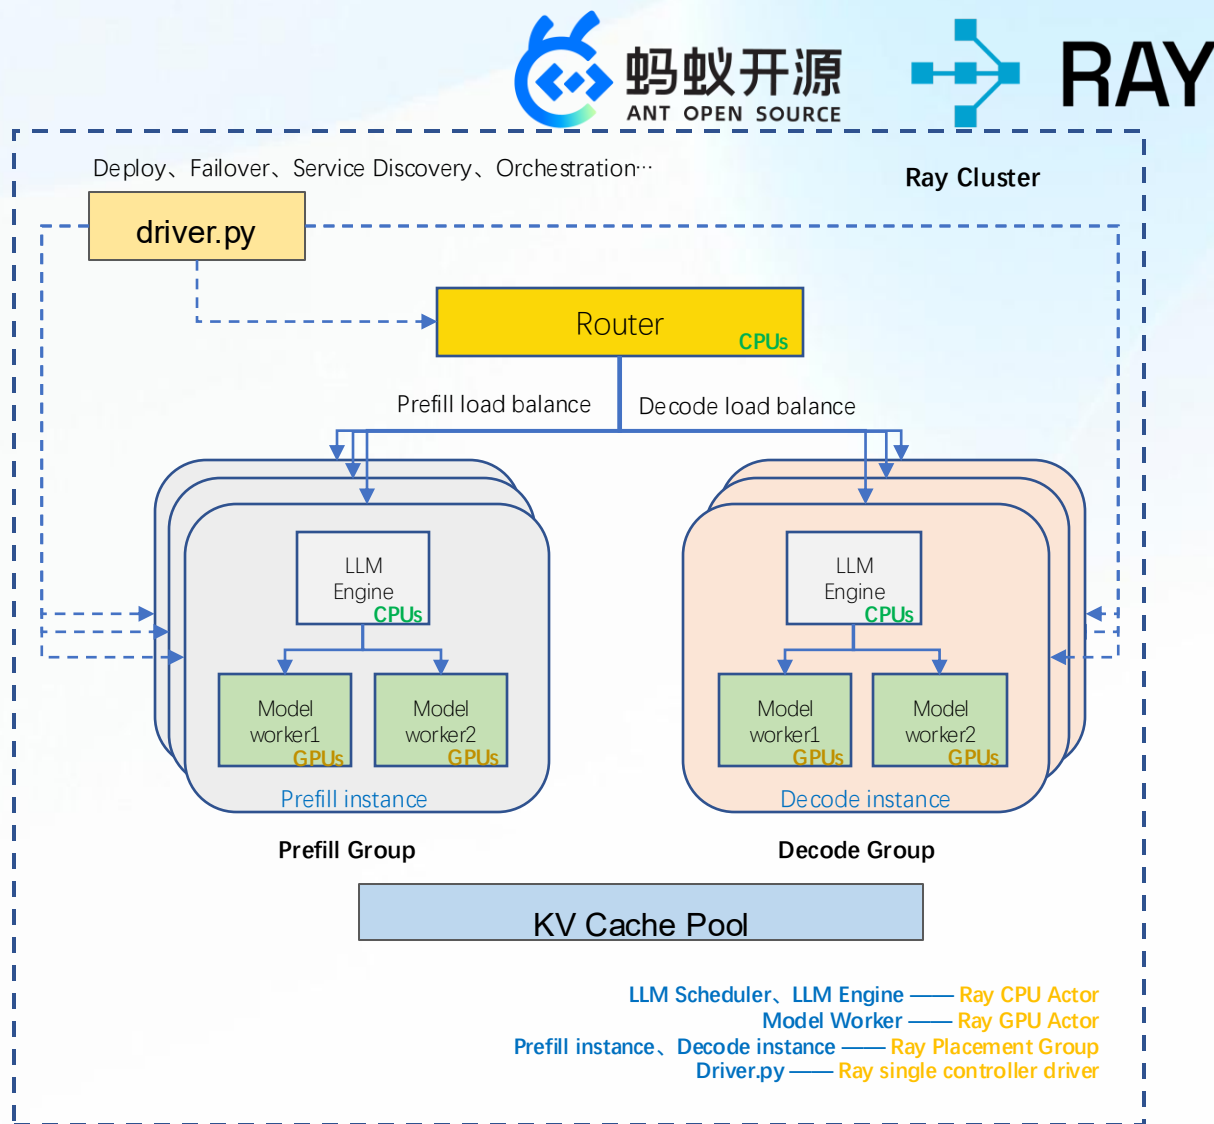 蚂蚁开源
ANT OPEN SOURCE
RAY
Deploy、Failover、Service Discovery、Orchestration…
Ray Cluster
driver.py
Router
CPUs
Prefill load balance
Decode load balance
LLM
Engine
CPUs
Model
worker1
GPUs
Model
worker2
GPUs
Prefill instance
Prefill Group
LLM
Engine
CPUs
Model
worker1
GPUs
Model
worker2
GPUs
Decode instance
Decode Group
KV Cache Pool
LLM Scheduler、LLM Engine —— Ray CPU Actor
Model Worker —— Ray GPU Actor
Prefill instance、Decode instance —— Ray Placement Group
Driver.py —— Ray single controller driver